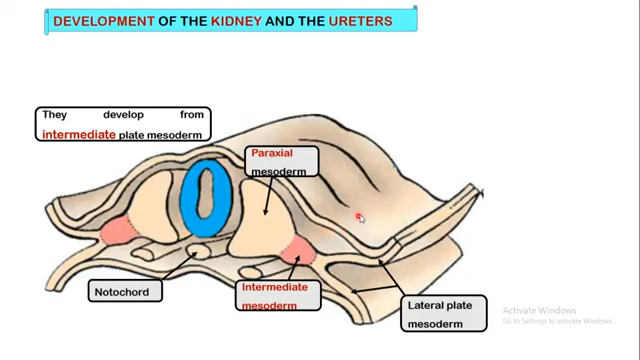 DEVELOPMENT OF THE KIDNEY AND THE URETERS
They develop from
intermediate plate mesoderm
Paraxial
mesoderm
Notochord
Intermediate
mesoderm
Lateral plate
mesoderm
Activate Windows
Go to Settings to activate Windows.